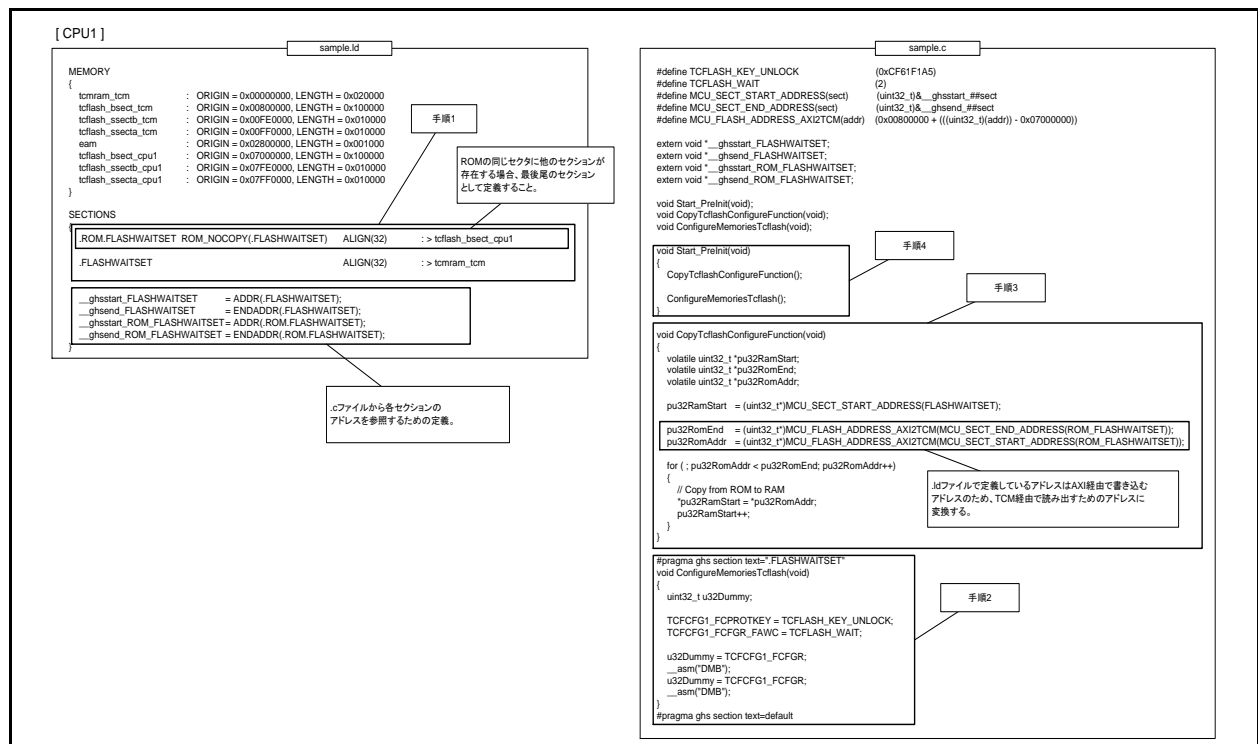 [ CPU1 ]
sample.ld
MEMORY
{
tcmram_tcm : ORIGIN = 0x00000000, LENGTH = 0x020000
tcflash_bsect_tcm : ORIGIN = 0x00800000, LENGTH = 0x100000
tcflash_ssectb_tcm : ORIGIN = 0x00FE0000, LENGTH = 0x010000
tcflash_ssecta_tcm : ORIGIN = 0x00FF0000, LENGTH = 0x010000
eam : ORIGIN = 0x02800000, LENGTH = 0x001000
tcflash_bsect_cpu1 : ORIGIN = 0x07000000, LENGTH = 0x100000
tcflash_ssectb_cpu1 : ORIGIN = 0x07FE0000, LENGTH = 0x010000
tcflash_ssecta_cpu1 : ORIGIN = 0x07FF0000, LENGTH = 0x010000
}
手順1
ROMの同じセクタに他のセクションが
存在する場合、最後尾のセクション
として定義すること。
SECTIONS
{
.ROM.FLASHWAITSET ROM_NOCOPY(.FLASHWAITSET) ALIGN(32) : > tcflash_bsect_cpu1
.FLASHWAITSET ALIGN(32) : > tcmram_tcm
__ghsstart_FLASHWAITSET = ADDR(.FLASHWAITSET);
__ghsend_FLASHWAITSET = ENDADDR(.FLASHWAITSET);
__ghsstart_ROM_FLASHWAITSET = ADDR(.ROM.FLASHWAITSET);
__ghsend_ROM_FLASHWAITSET = ENDADDR(.ROM.FLASHWAITSET);
}
.cファイルから各セクションの
アドレスを参照するための定義。
sample.c
#define TCFLASH_KEY_UNLOCK (0xCF61F1A5)
#define TCFLASH_WAIT (2)
#define MCU_SECT_START_ADDRESS(sect) (uint32_t)&__ghsstart_##sect
#define MCU_SECT_END_ADDRESS(sect) (uint32_t)&__ghsend_##sect
#define MCU_FLASH_ADDRESS_AXI2TCM(addr) (0x00800000 + (((uint32_t)(addr)) - 0x07000000))
extern void *__ghsstart_FLASHWAITSET;
extern void *__ghsend_FLASHWAITSET;
extern void *__ghsstart_ROM_FLASHWAITSET;
extern void *__ghsend_ROM_FLASHWAITSET;
void Start_PreInit(void);
void CopyTcflashConfigureFunction(void);
void ConfigureMemoriesTcflash(void);
void Start_PreInit(void)
{
CopyTcflashConfigureFunction();
ConfigureMemoriesTcflash();
}
手順4
手順3
void CopyTcflashConfigureFunction(void)
{
volatile uint32_t *pu32RamStart;
volatile uint32_t *pu32RomEnd;
volatile uint32_t *pu32RomAddr;
pu32RamStart = (uint32_t*)MCU_SECT_START_ADDRESS(FLASHWAITSET);
pu32RomEnd = (uint32_t*)MCU_FLASH_ADDRESS_AXI2TCM(MCU_SECT_END_ADDRESS(ROM_FLASHWAITSET));
pu32RomAddr = (uint32_t*)MCU_FLASH_ADDRESS_AXI2TCM(MCU_SECT_START_ADDRESS(ROM_FLASHWAITSET));
for ( ; pu32RomAddr < pu32RomEnd; pu32RomAddr++)
{
// Copy from ROM to RAM
*pu32RamStart = *pu32RomAddr;
pu32RamStart++;
}
}
.ldファイルで定義しているアドレスはAXI経由で書き込む
アドレスのため、TCM経由で読み出すためのアドレスに
変換する。
#pragma ghs section text=".FLASHWAITSET"
void ConfigureMemoriesTcflash(void)
{
uint32_t u32Dummy;
TCFCFG1_FCPROTKEY = TCFLASH_KEY_UNLOCK;
TCFCFG1_FCFGR_FAWC = TCFLASH_WAIT;
u32Dummy = TCFCFG1_FCFGR;
__asm("DMB");
u32Dummy = TCFCFG1_FCFGR;
__asm("DMB");
}
#pragma ghs section text=default
手順2